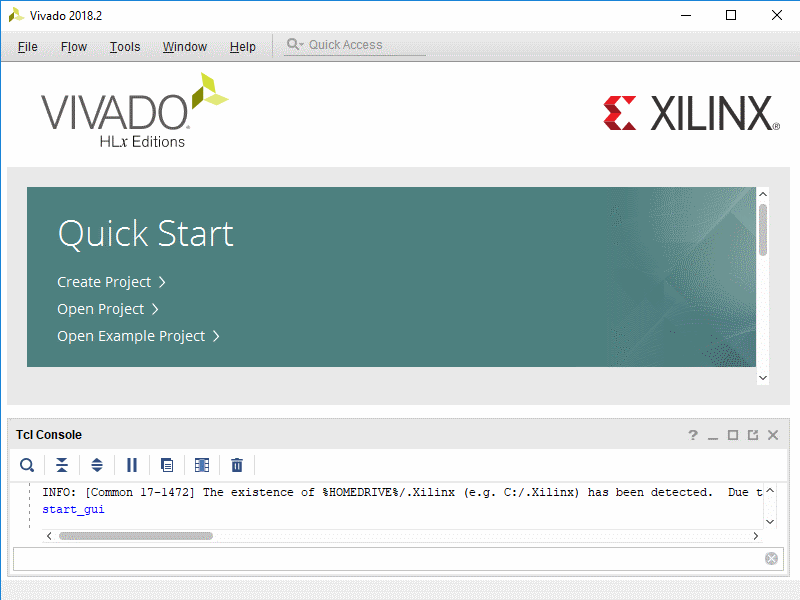 Vivado 2018.2
File Flow Tools Window Help Quick Access
VIVADO
HLx Editions
XILINX®
Quick Start
Create Project
Open Project
Open Example Project
Tcl Console
INFO: [Common 17-1472] The existence of %HOMEDRIVE%/.Xilinx (e.g. C:/.Xilinx) has been detected.  Due t
start_gui